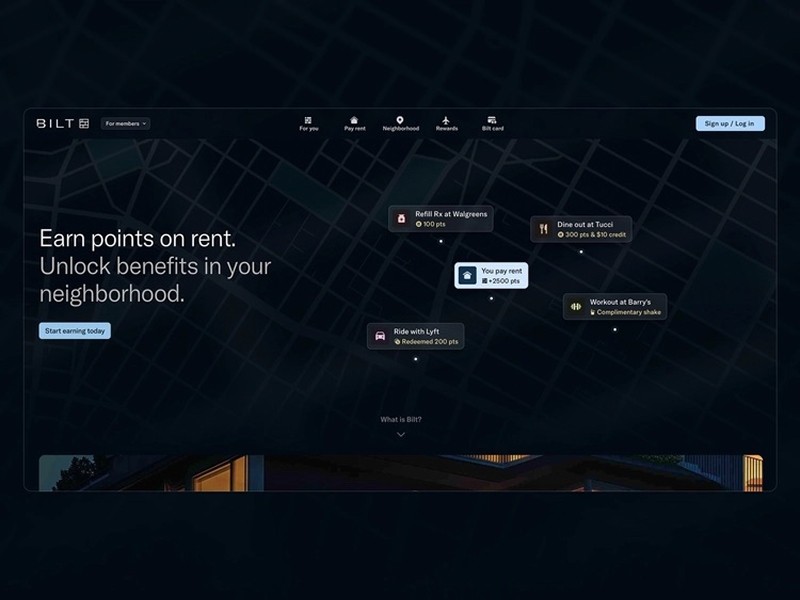 BILT
For members
For you
Pay rent
Neighborhood
Rewards
Bilt card
Sign up / Log in
Earn points on rent.
Unlock benefits in your
neighborhood.
Start earning today
Refill Rx at Walgreens
100 pts
Dine out at Tucci
300 pts & $10 credit
You pay rent
+2500 pts
Workout at Barry's
Complimentary shake
Ride with Lyft
Redeemed 200 pts
What is Bilt?